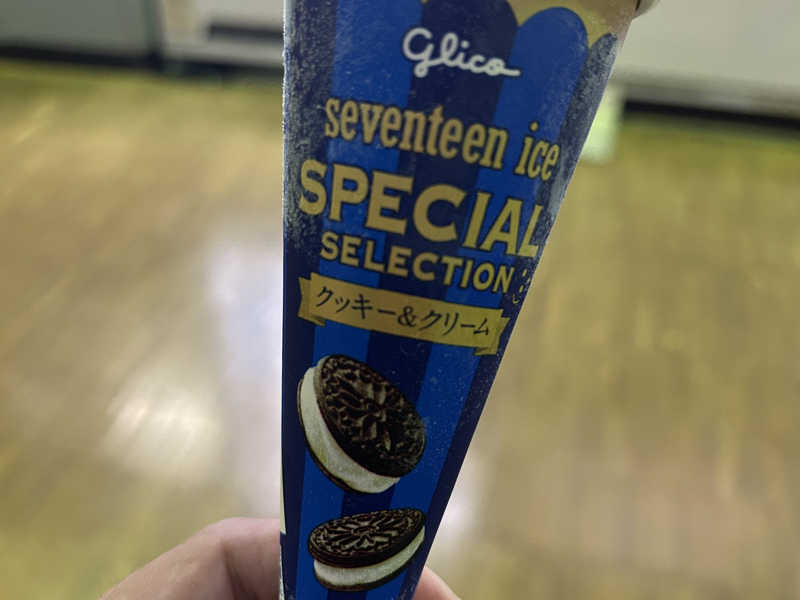 Glico
seventeen ice
SPECIAL
SELECTION
クッキー&クリーム